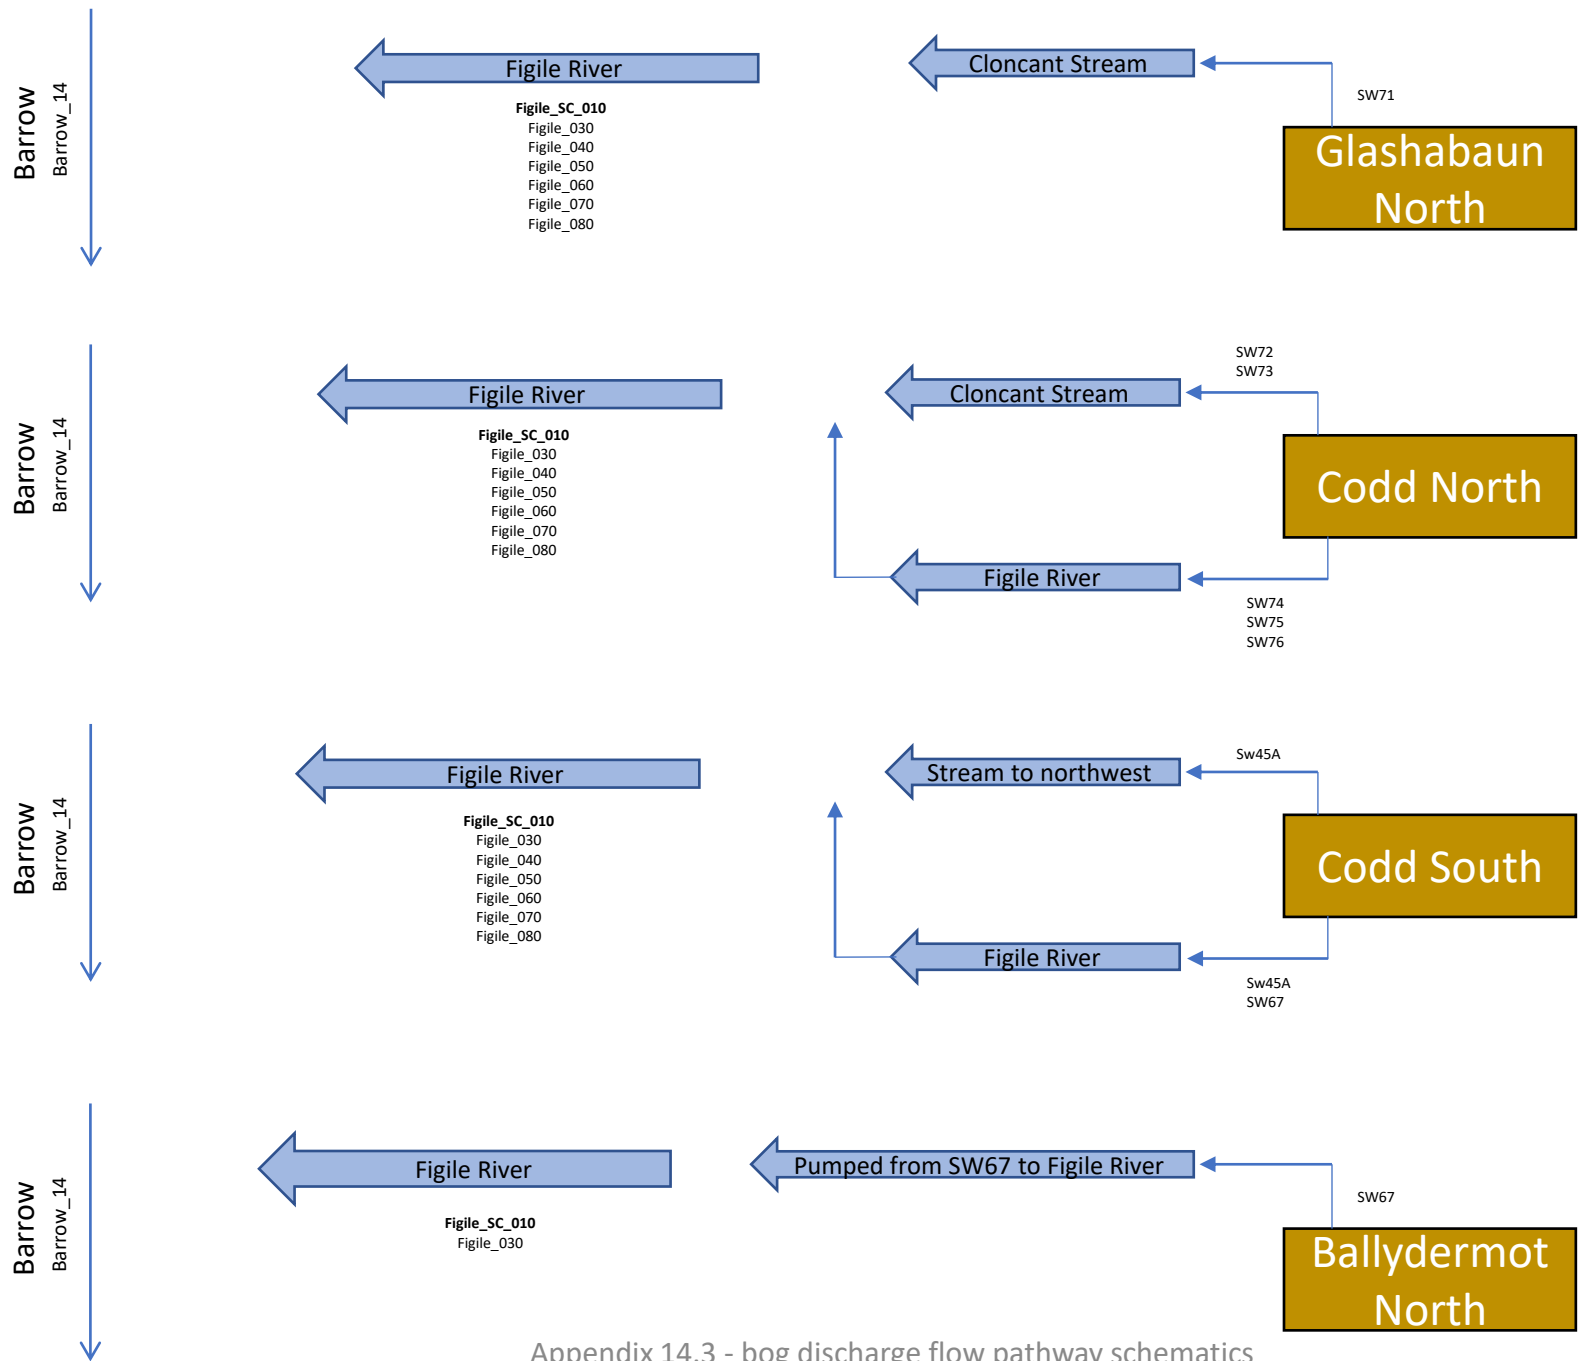 Barrow
Barrow_14
Figile River
Figile_SC_010
Figile_030
Figile_040
Figile_050
Figile_060
Figile_070
Figile_080
Cloncant Stream
SW71
Glashabaun
North
Barrow
Barrow_14
Figile River
Figile_SC_010
Figile_030
Figile_040
Figile_050
Figile_060
Figile_070
Figile_080
Cloncant Stream
SW72
SW73
Codd North
Figile River
SW74
SW75
SW76
Barrow
Barrow_14
Figile River
Figile_SC_010
Figile_030
Figile_040
Figile_050
Figile_060
Figile_070
Figile_080
Stream to northwest
Sw45A
Codd South
Figile River
Sw45A
SW67
Barrow
Barrow_14
Figile River
Figile_SC_010
Figile_030
Pumped from SW67 to Figile River
SW67
Ballydermot
North
Appendix 14.3 - bog discharge flow pathway schematics